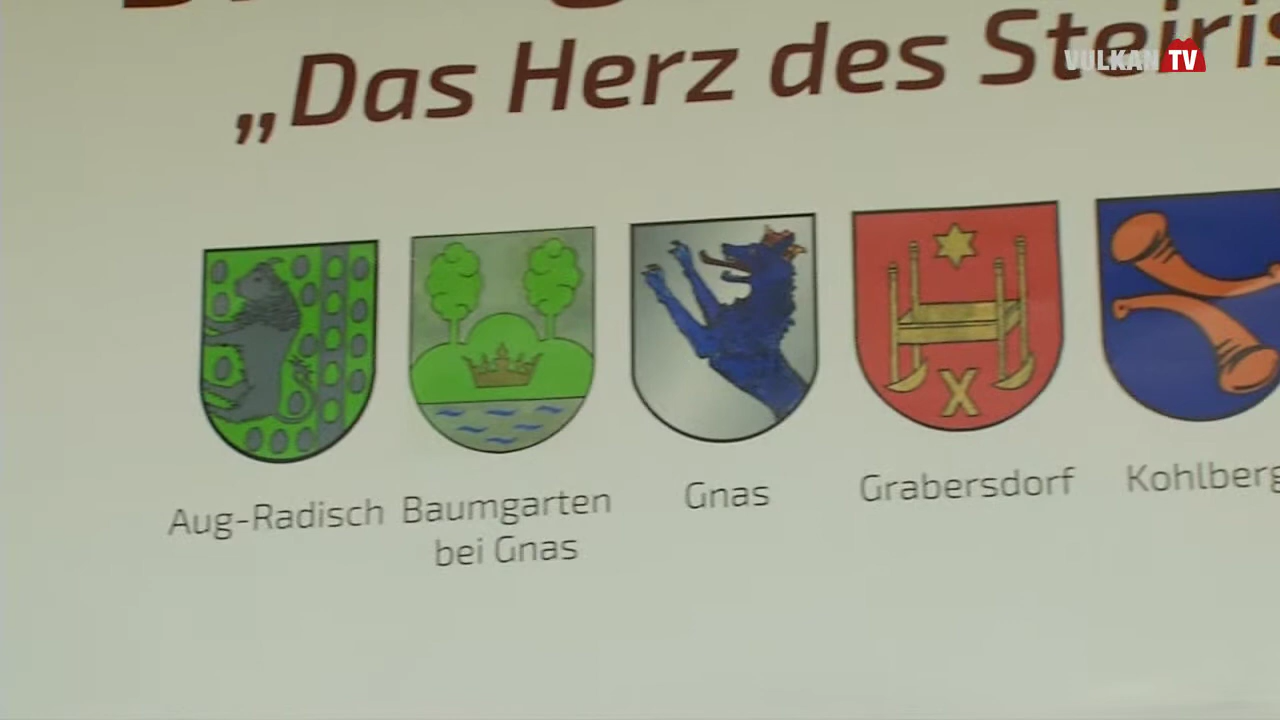 „Das Herz des Steiris
VULKAN TV
Aug-Radisch
Baumgarten
bei Gnas
Gnas
Grabersdorf
Kohlberg